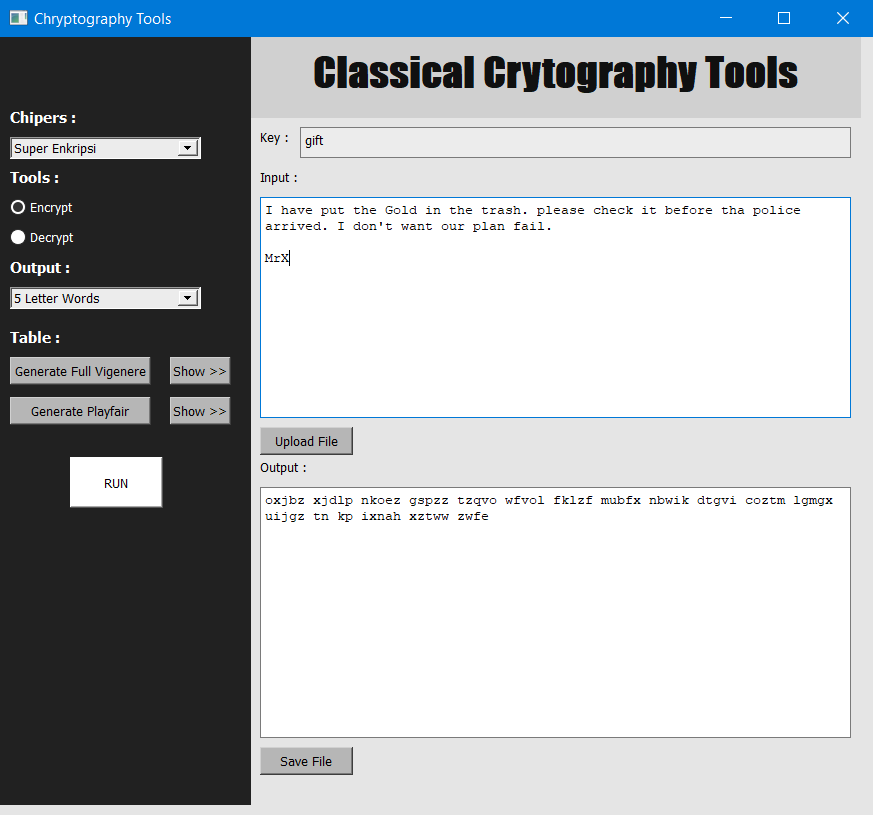 Chryptography Tools
Classical Crytography Tools
Chipers :
Super Enkripsi
Tools :
Encrypt
Decrypt
Output :
5 Letter Words
Table :
Generate Full Vigenere
Show >>
Generate Playfair
Show >>
RUN
Key :
gift
Input :
I have put the Gold in the trash. please check it before tha police
arrived. I don't want our plan fail.
MrX
Upload File
Output :
oxjbz xjdlp nkoez gspzz tzqvo wfvol fklzf mubfx nbwik dtgvi coztm lgmgx
uijgz tn kp ixnah xztww zwfe
Save File